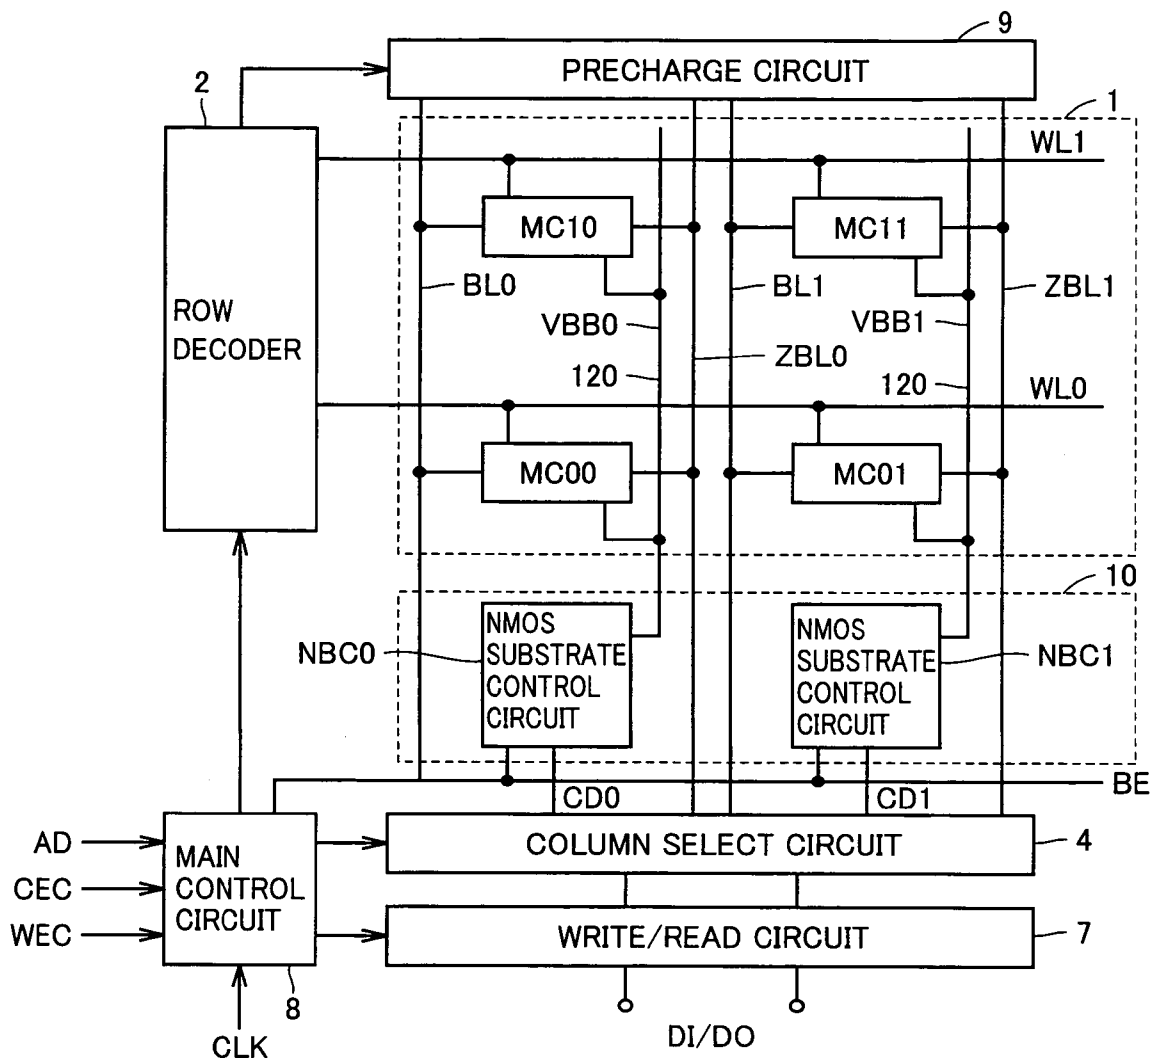 9
PRECHARGE CIRCUIT
2
1
WL1
MC10
MC11
BL0
BL1
ZBL1
ROW
DECODER
VBB0
VBB1
ZBL0
120
120
WL0
MC00
MC01
10
NBC0
NMOS
SUBSTRATE
CONTROL
CIRCUIT
NMOS
SUBSTRATE
CONTROL
CIRCUIT
NBC1
BE
CD0
CD1
AD
CEC
WEC
MAIN
CONTROL
CIRCUIT
COLUMN SELECT CIRCUIT
4
WRITE/READ CIRCUIT
7
8
CLK
DI/DO